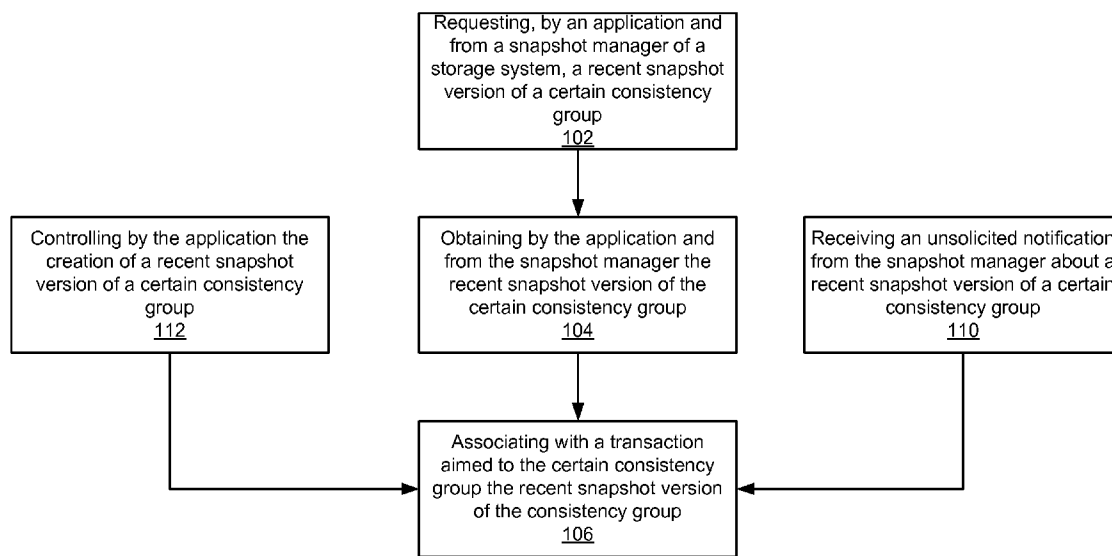 Requesting, by an application and
from a snapshot manager of a
storage system, a recent snapshot
version of a certain consistency
group
102
Controlling by the application the
creation of a recent snapshot
version of a certain consistency
group
112
Obtaining by the application and
from the snapshot manager the
recent snapshot version of the
certain consistency group
104
Receiving an unsolicited notification
from the snapshot manager about a
recent snapshot version of a certain
consistency group
110
Associating with a transaction
aimed to the certain consistency
group the recent snapshot version
of the consistency group
106